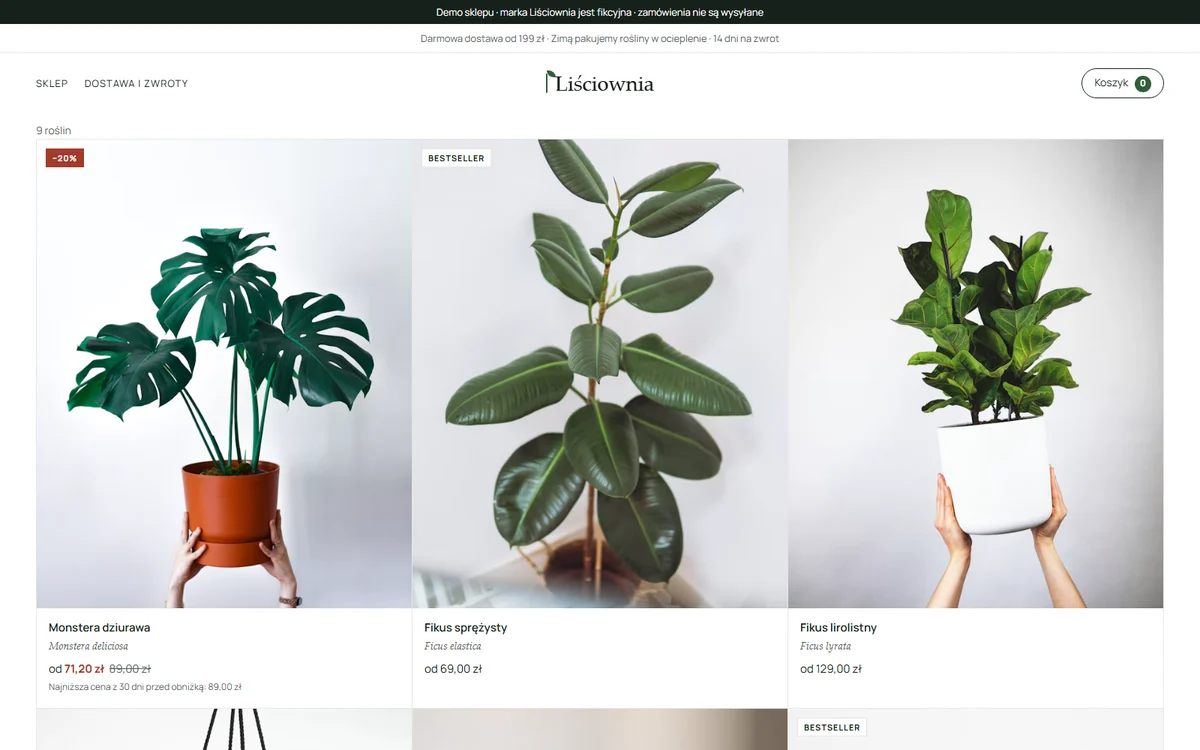 Demo sklepu · marka Liściownia jest fikcyjna · zamówienia nie są wysyłane
Darmowa dostawa od 199 zł · Zimą pakujemy rośliny w ocieplenie · 14 dni na zwrot
SKLEP DOSTAWA I ZWROTY Liściownia Koszyk 0
9 roślin
−20%
BESTSELLER
Monstera dziurawa
Monstera deliciosa
od 71,20 zł 89,00 zł
Najniższa cena z 30 dni przed obniżką: 89,00 zł
Fikus sprężysty
Ficus elastica
od 69,00 zł
Fikus lirolistny
Ficus lyrata
od 129,00 zł
BESTSELLER